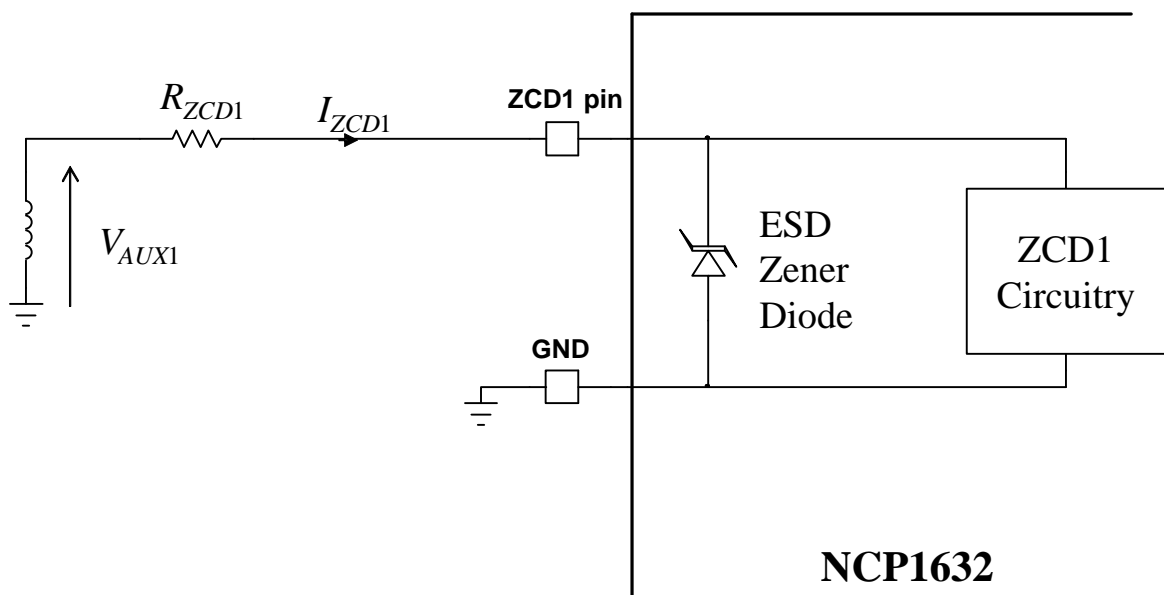 R_ZCD1
I_ZCD1
ZCD1 pin
V_AUX1
ESD
Zener
Diode
ZCD1
Circuitry
GND
NCP1632